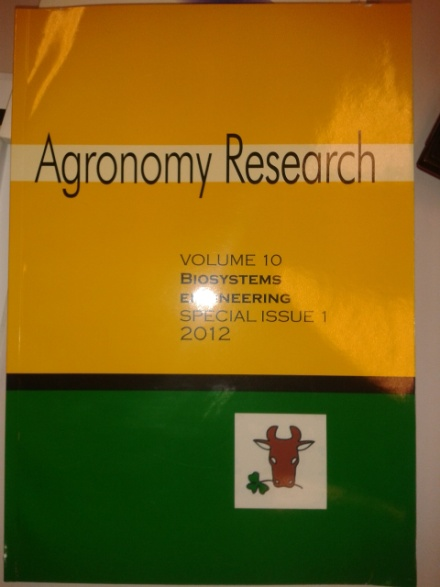 Agronomy Research
VOLUME 10
BIOSYSTEMS
ENGINEERING
SPECIAL ISSUE 1
2012